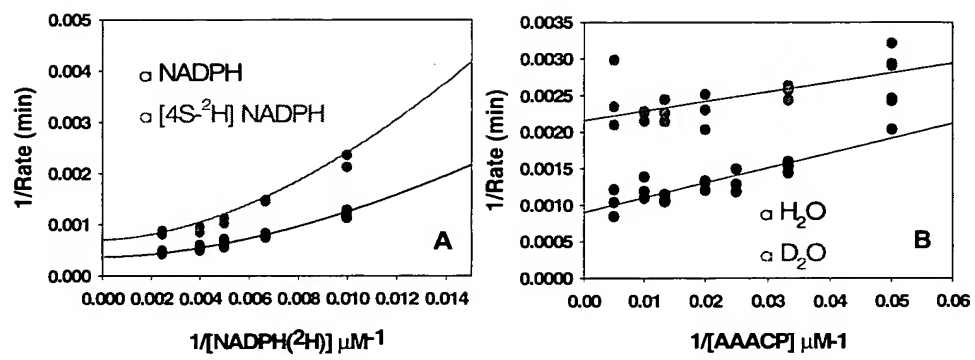 0.005
0.004
0.003
0.002
0.001
0.000
1/Rate (min)
α NADPH
α [4S-²H] NADPH
A
0.000 0.002 0.004 0.006 0.008 0.010 0.012 0.014
1/[NADPH(²H)] μM⁻¹
0.0035
0.0030
0.0025
0.0020
0.0015
0.0010
0.0005
0.0000
1/Rate (min)
α H₂O
α D₂O
B
0.00 0.01 0.02 0.03 0.04 0.05 0.06
1/[AAACP] μM-1